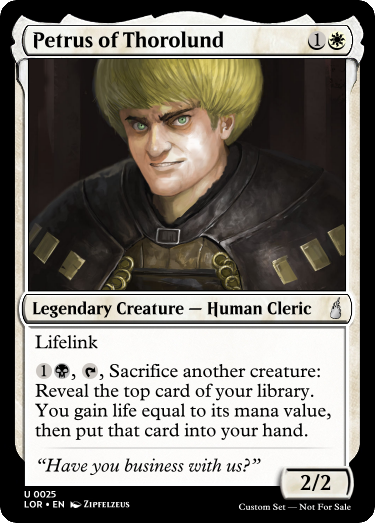 Petrus of Thorolund 1
Legendary Creature — Human Cleric
Lifelink
1, , Sacrifice another creature:
Reveal the top card of your library.
You gain life equal to its mana value,
then put that card into your hand.
“Have you business with us?”
2/2
U 0025
LOR • EN Zipfelzeus
Custom Set — Not For Sale